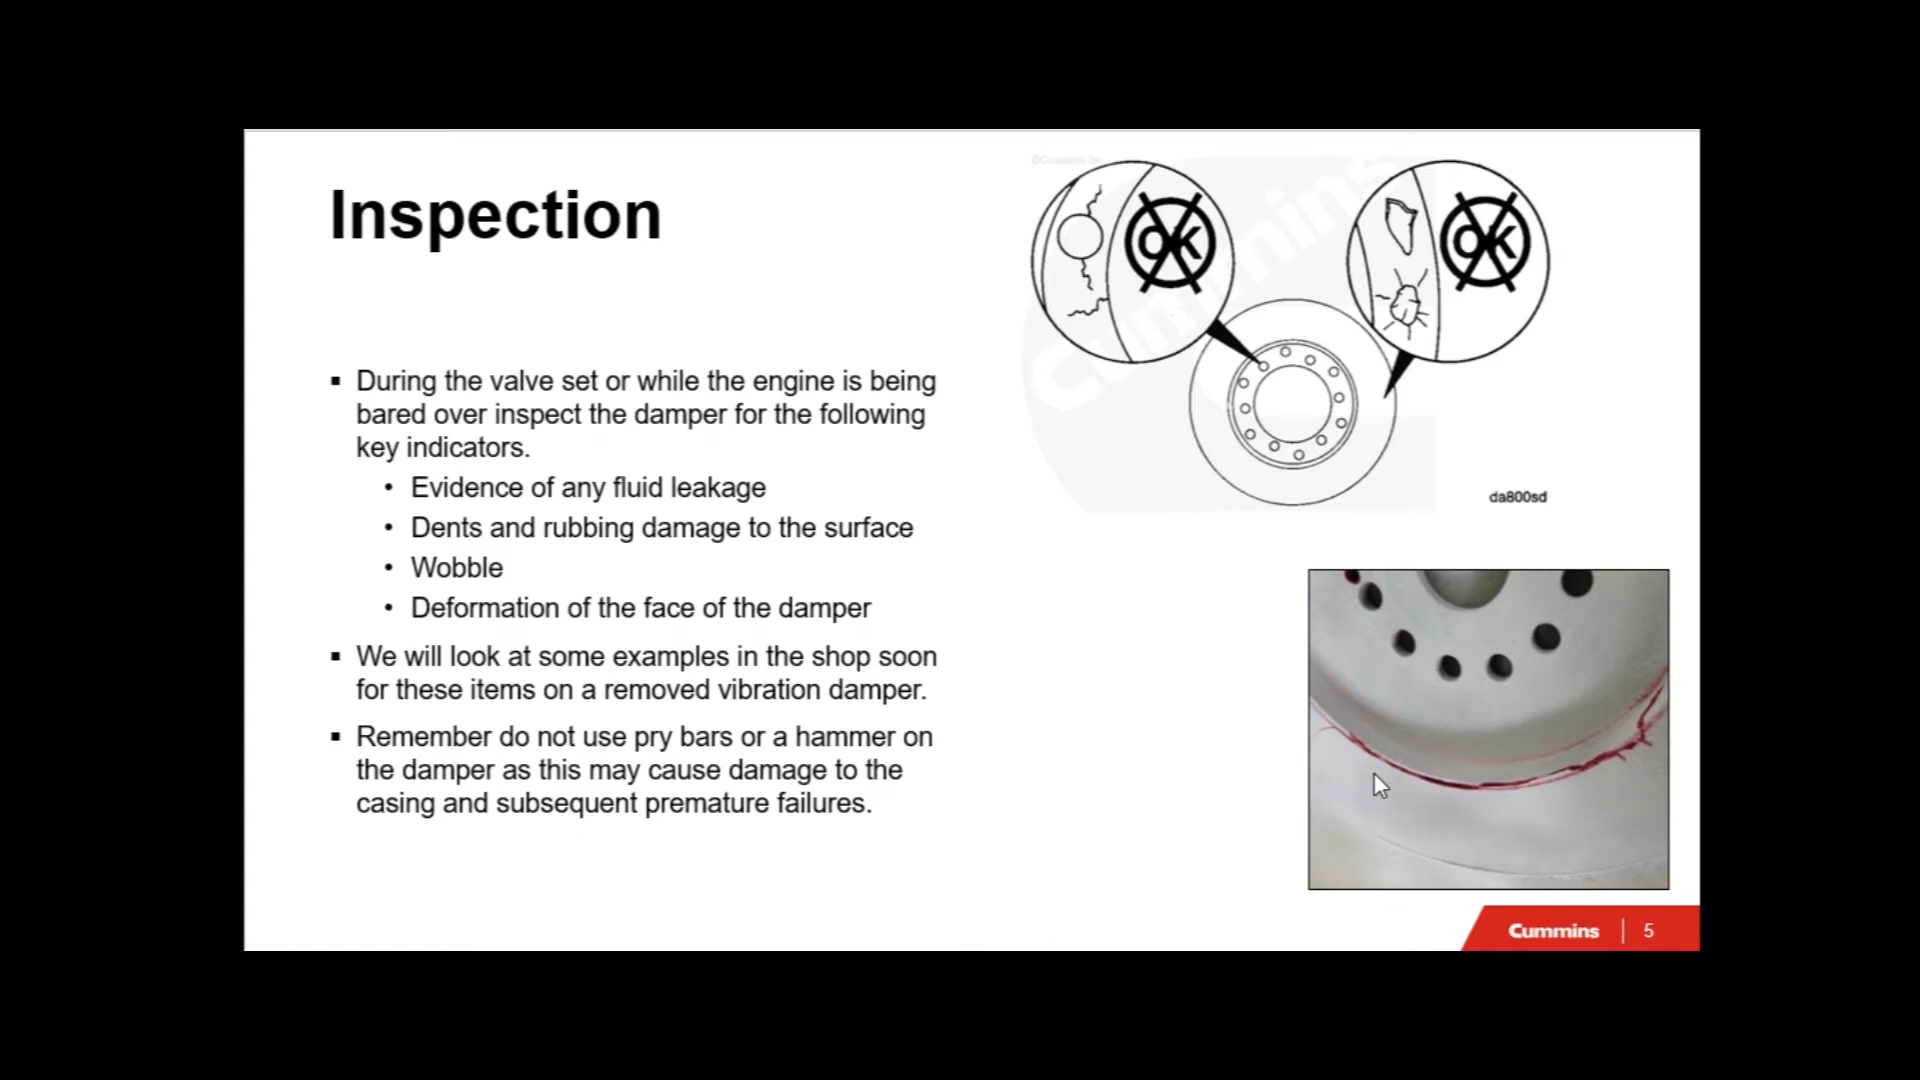 Inspection
▪ During the valve set or while the engine is being
bared over inspect the damper for the following
key indicators.
• Evidence of any fluid leakage
• Dents and rubbing damage to the surface
• Wobble
• Deformation of the face of the damper
▪ We will look at some examples in the shop soon
for these items on a removed vibration damper.
▪ Remember do not use pry bars or a hammer on
the damper as this may cause damage to the
casing and subsequent premature failures.
©Cummins Inc
Cummins
OK
OK
da800sd
Cummins | 5